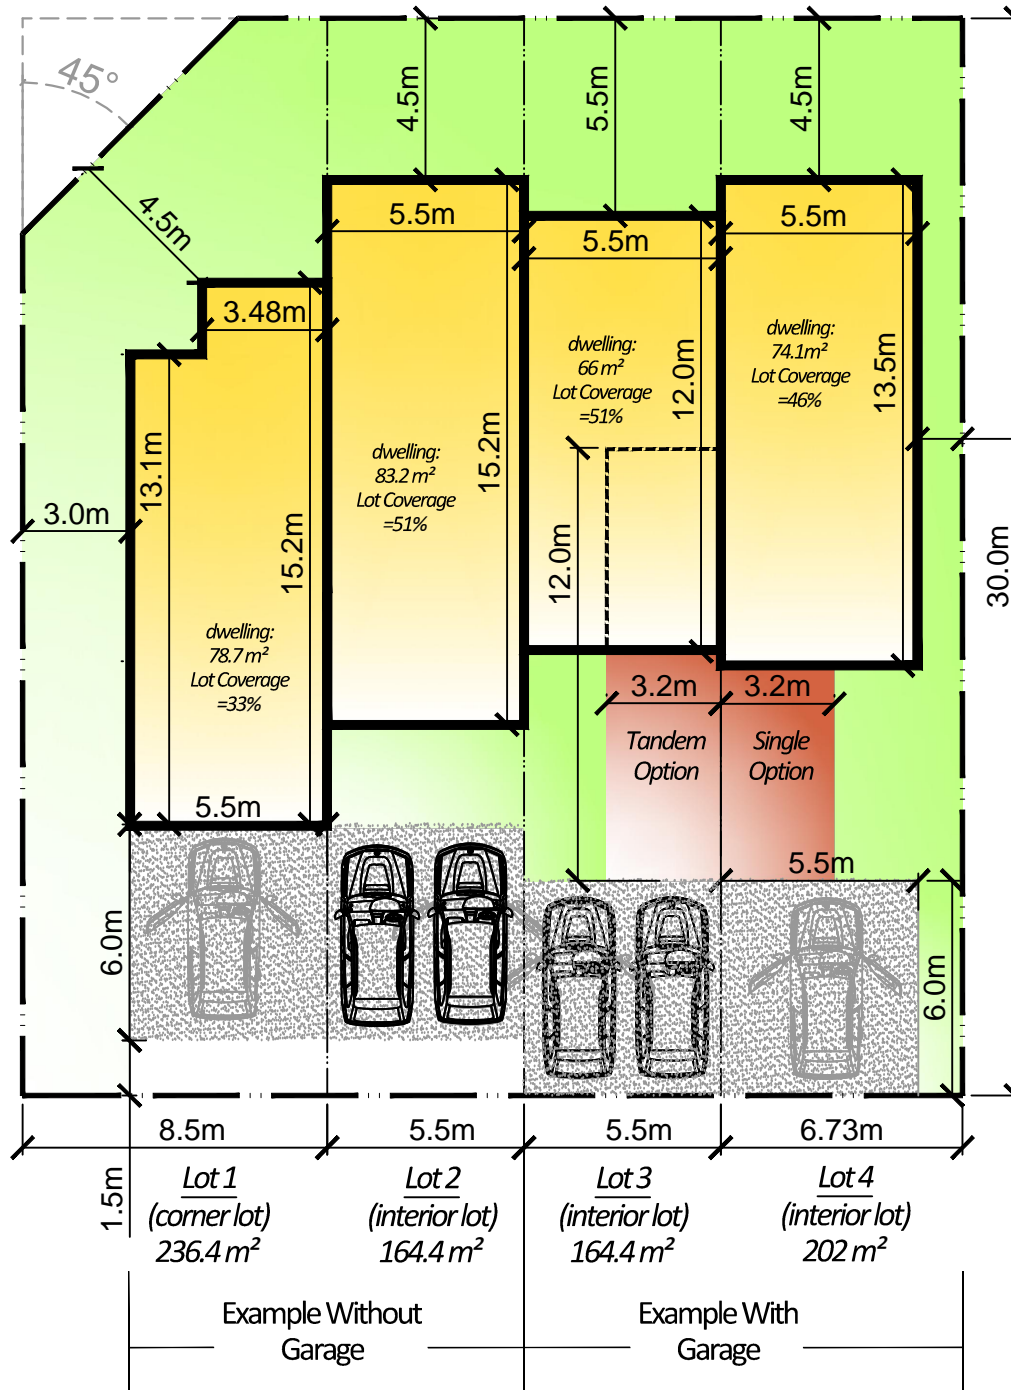 45°
4.5m
5.5m
4.5m
4.5m
5.5m
5.5m
5.5m
3.48m
dwelling:
66 m²
Lot Coverage
=51%
dwelling:
74.1m²
Lot Coverage
=46%
12.0m
13.5m
13.1m
dwelling:
83.2 m²
Lot Coverage
=51%
15.2m
3.0m
15.2m
12.0m
30.0m
dwelling:
78.7 m²
Lot Coverage
=33%
3.2m
3.2m
Tandem
Option
Single
Option
5.5m
5.5m
6.0m
6.0m
8.5m
5.5m
5.5m
6.73m
1.5m
Lot 1
(corner lot)
236.4 m²
Lot 2
(interior lot)
164.4 m²
Lot 3
(interior lot)
164.4 m²
Lot 4
(interior lot)
202 m²
Example Without
Garage
Example With
Garage